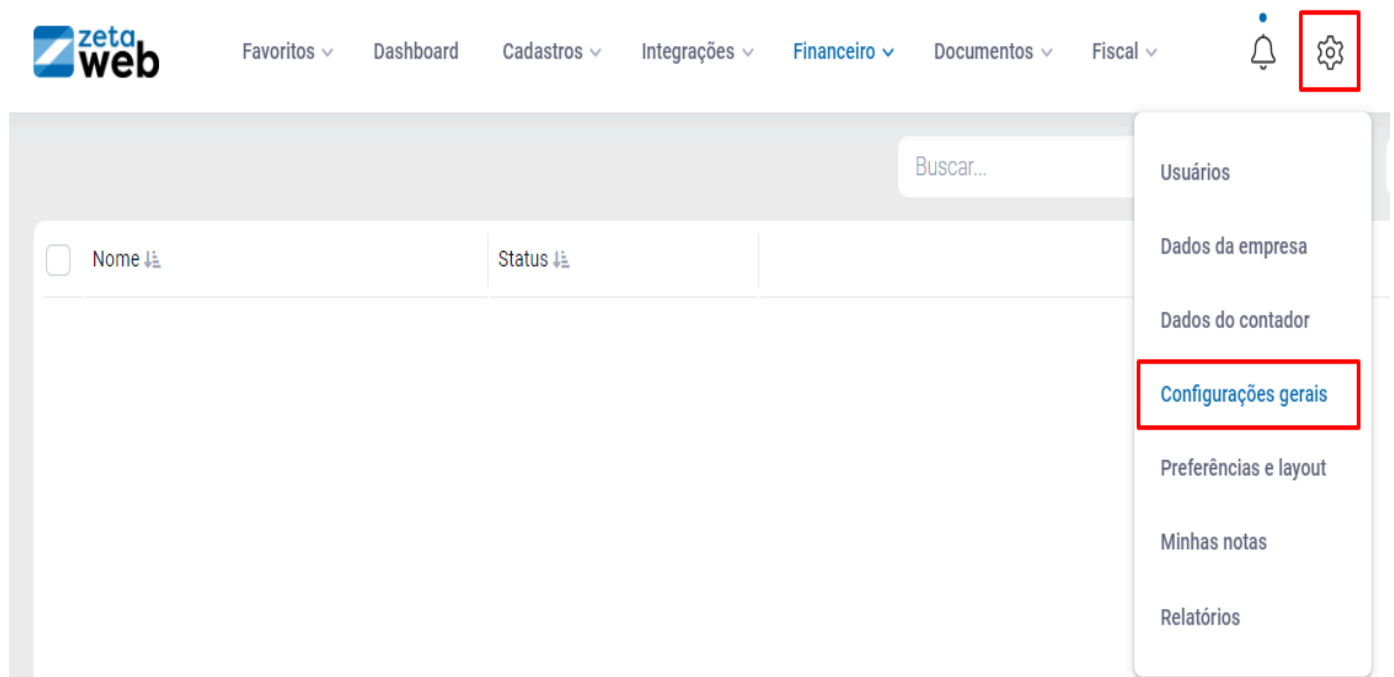 zeta
web
Favoritos Dashboard Cadastros Integrações Financeiro Documentos Fiscal
Buscar...
Nome Status
Usuários
Dados da empresa
Dados do contador
Configurações gerais
Preferências e layout
Minhas notas
Relatórios